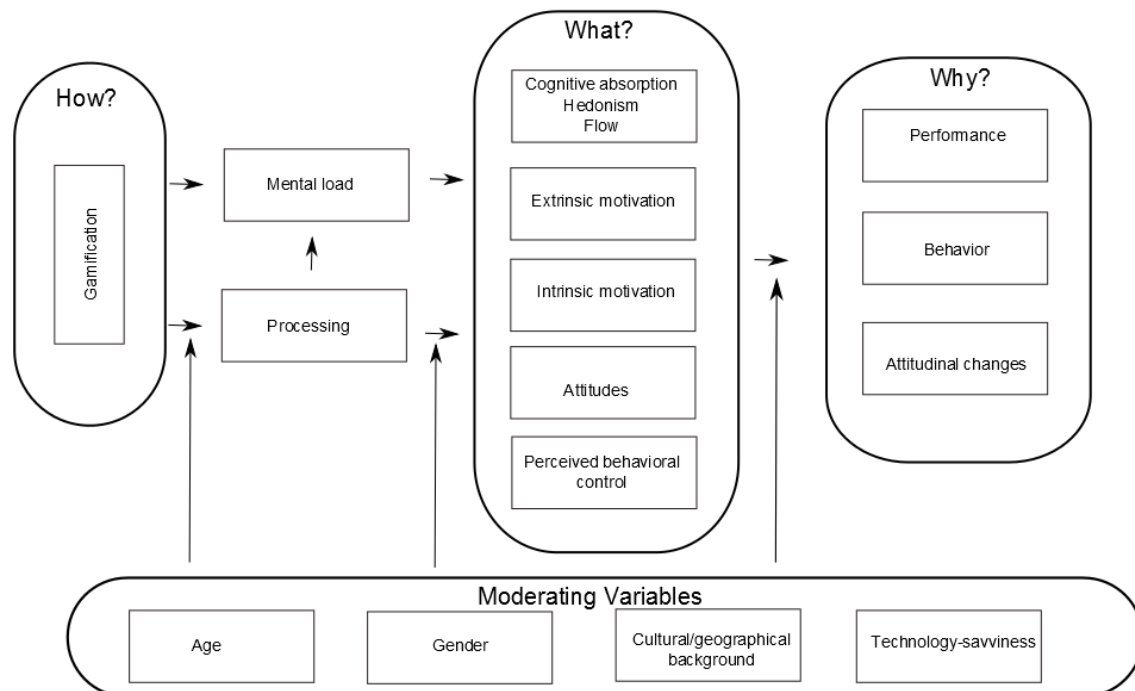 How?
Gamification
Mental load
Processing
What?
Cognitive absorption
Hedonism
Flow
Extrinsic motivation
Intrinsic motivation
Attitudes
Perceived behavioral
control
Why?
Performance
Behavior
Attitudinal changes
Moderating Variables
Age
Gender
Cultural/geographical
background
Technology-savviness